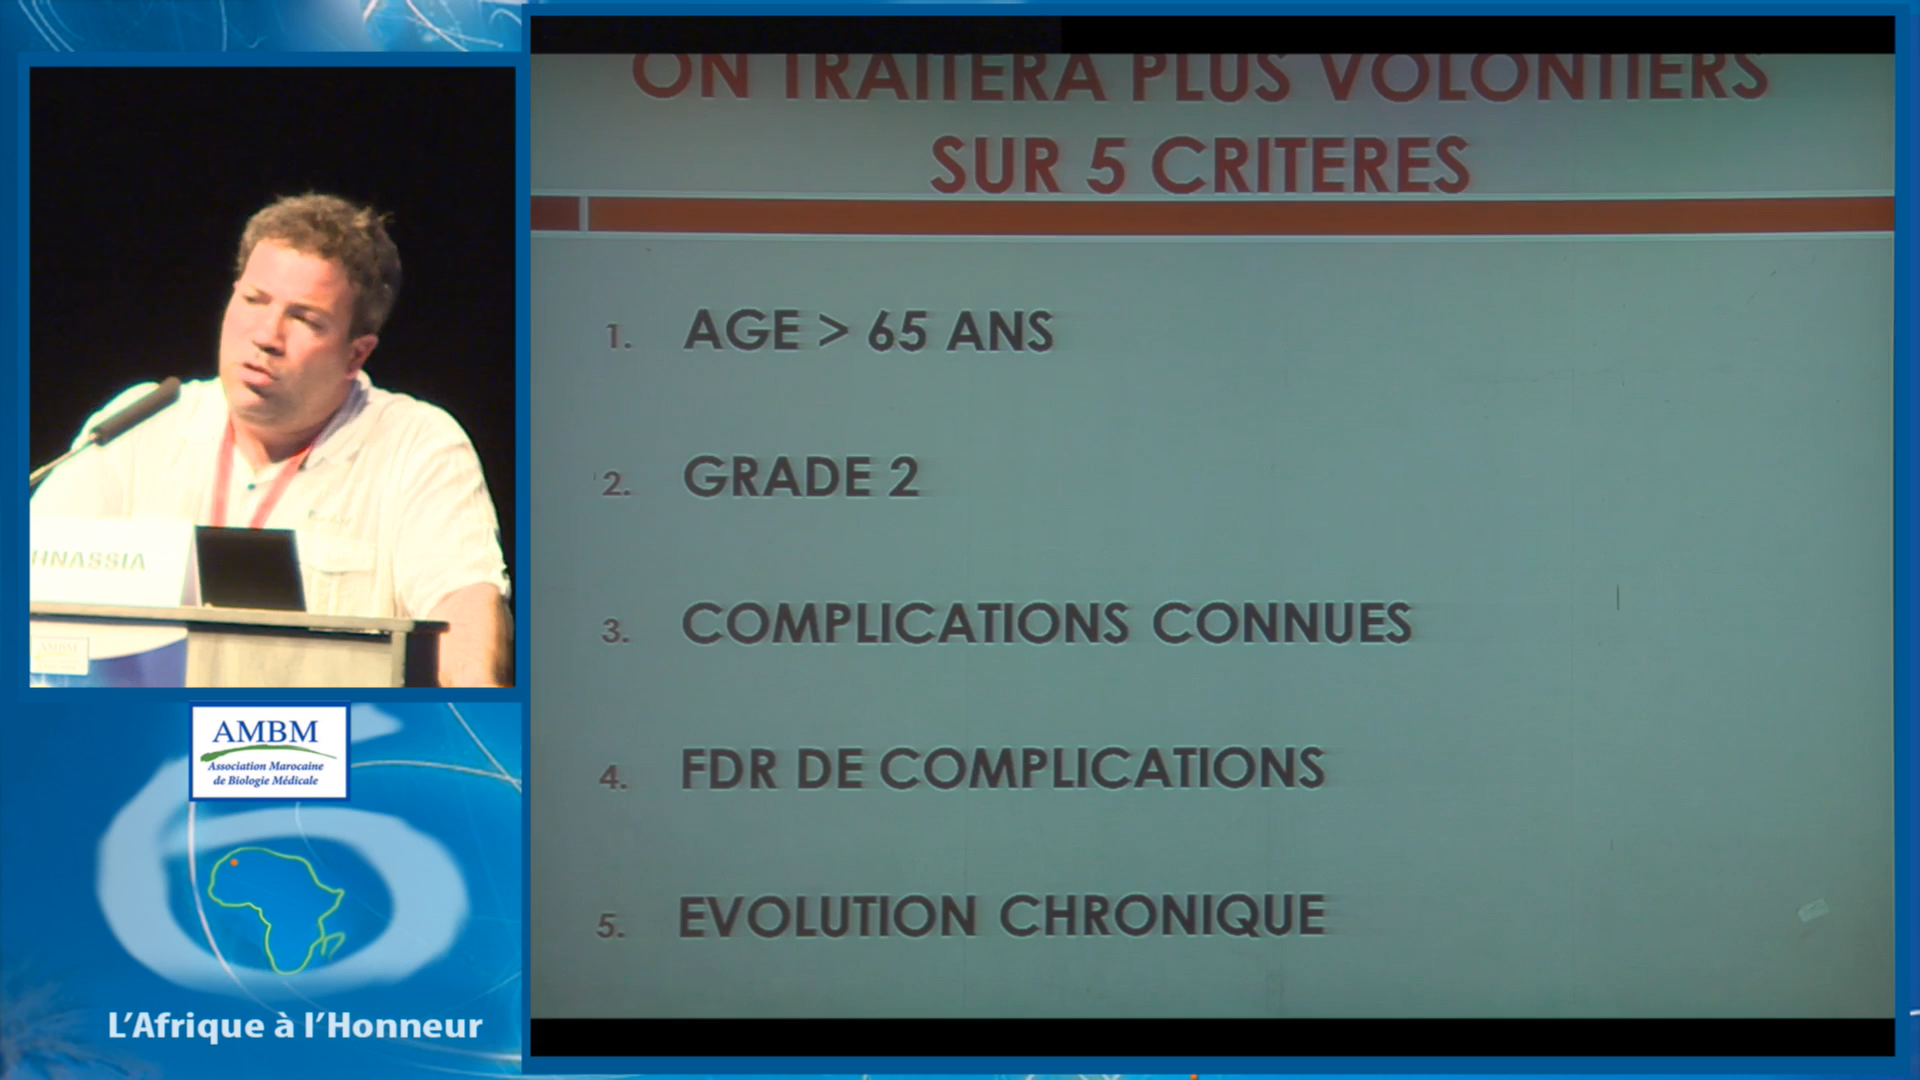 ON TRAITERA PLUS VOLONTIERS
SUR 5 CRITERES
1. AGE > 65 ANS
2. GRADE 2
3. COMPLICATIONS CONNUES
4. FDR DE COMPLICATIONS
5. EVOLUTION CHRONIQUE
AMBM
Association Marocaine
de Biologie Médicale
L'Afrique à l'Honneur